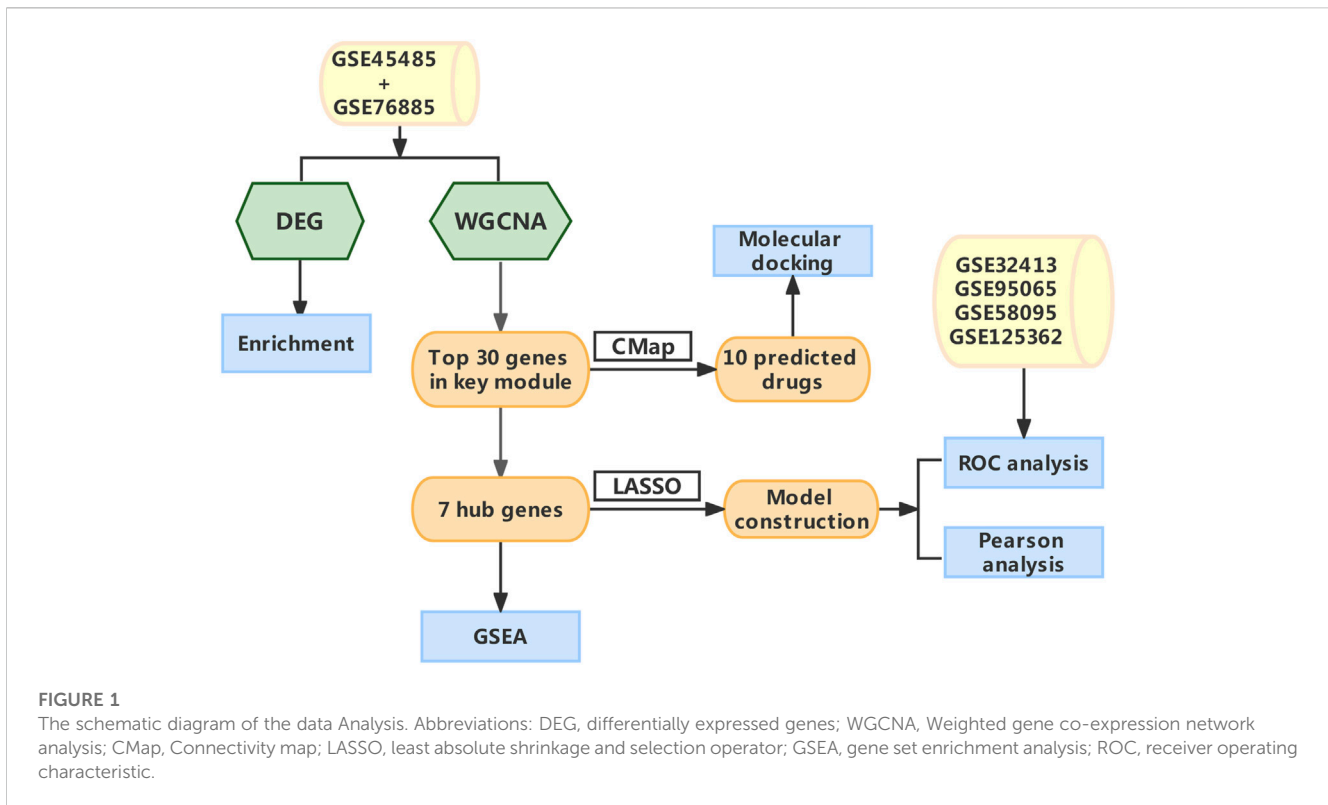 GSE45485
+
GSE76885
DEG
WGCNA
Enrichment
Molecular
docking
GSE32413
GSE95065
GSE58095
GSE125362
Top 30 genes
in key module
CMap
10 predicted
drugs
7 hub genes
LASSO
Model
construction
ROC analysis
Pearson
analysis
GSEA
FIGURE 1
The schematic diagram of the data Analysis. Abbreviations: DEG, differentially expressed genes; WGCNA, Weighted gene co-expression network
analysis; CMap, Connectivity map; LASSO, least absolute shrinkage and selection operator; GSEA, gene set enrichment analysis; ROC, receiver operating
characteristic.